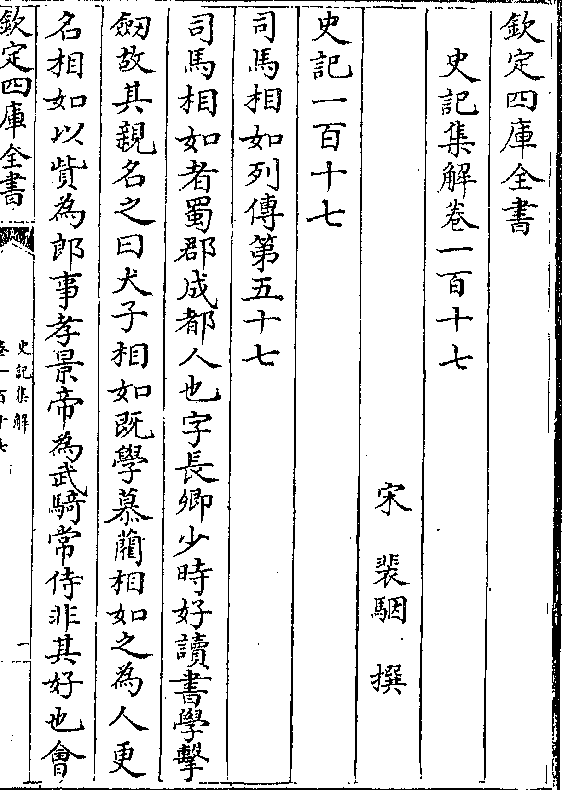 欽定四庫全書
史記集解卷一百十七
宋 裴駰 撰
史記一百十七
司馬相如列傳第五十七
司馬相如者蜀郡成都人也字長卿少時好讀書學擊
劒故其親名之曰犬子相如既學慕藺相如之為人更
名相如以貲為郎事孝景帝為武騎常侍非其好也會
欽定四庫全書
史記集解
卷一百十七
一